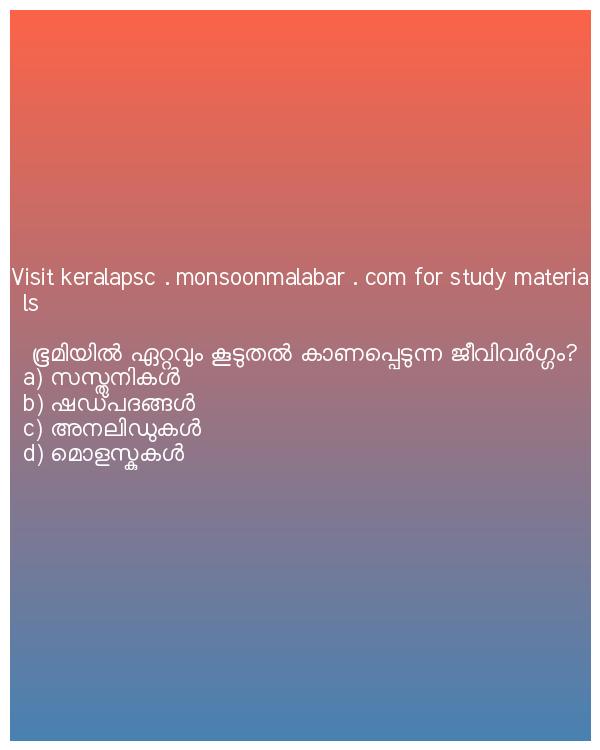 Visit keralapsc . monsoonmalabar . com for study materia
ls
ഭൂമിയിൽ ഏറ്റവും കൂടുതൽ കാണപ്പെടുന്ന ജീവിവർഗ്ഗം?
a) സസ്തനികൾ
b) ഷഡ്പദങ്ങൾ
c) അനലിഡുകൾ
d) മൊളസ്കുകൾ